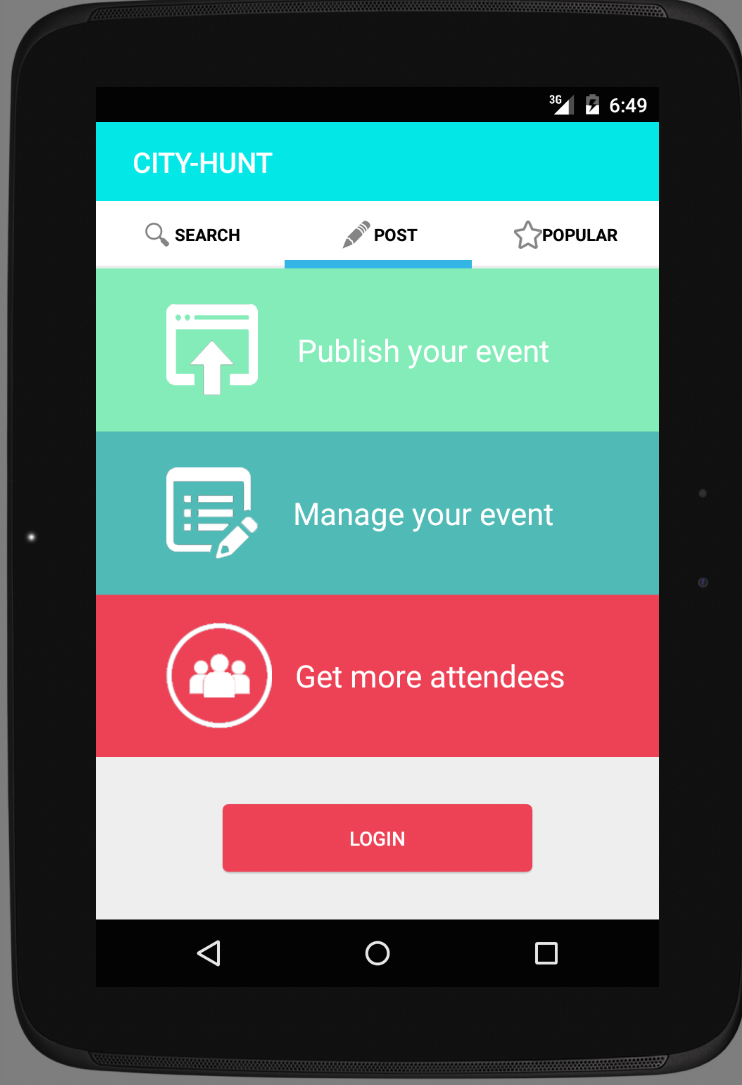 3G 6:49
CITY-HUNT
SEARCH POST POPULAR
Publish your event
Manage your event
Get more attendees
LOGIN